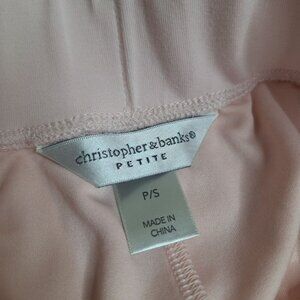 christopher&banks®
PETITE
P/S
MADE IN
CHINA